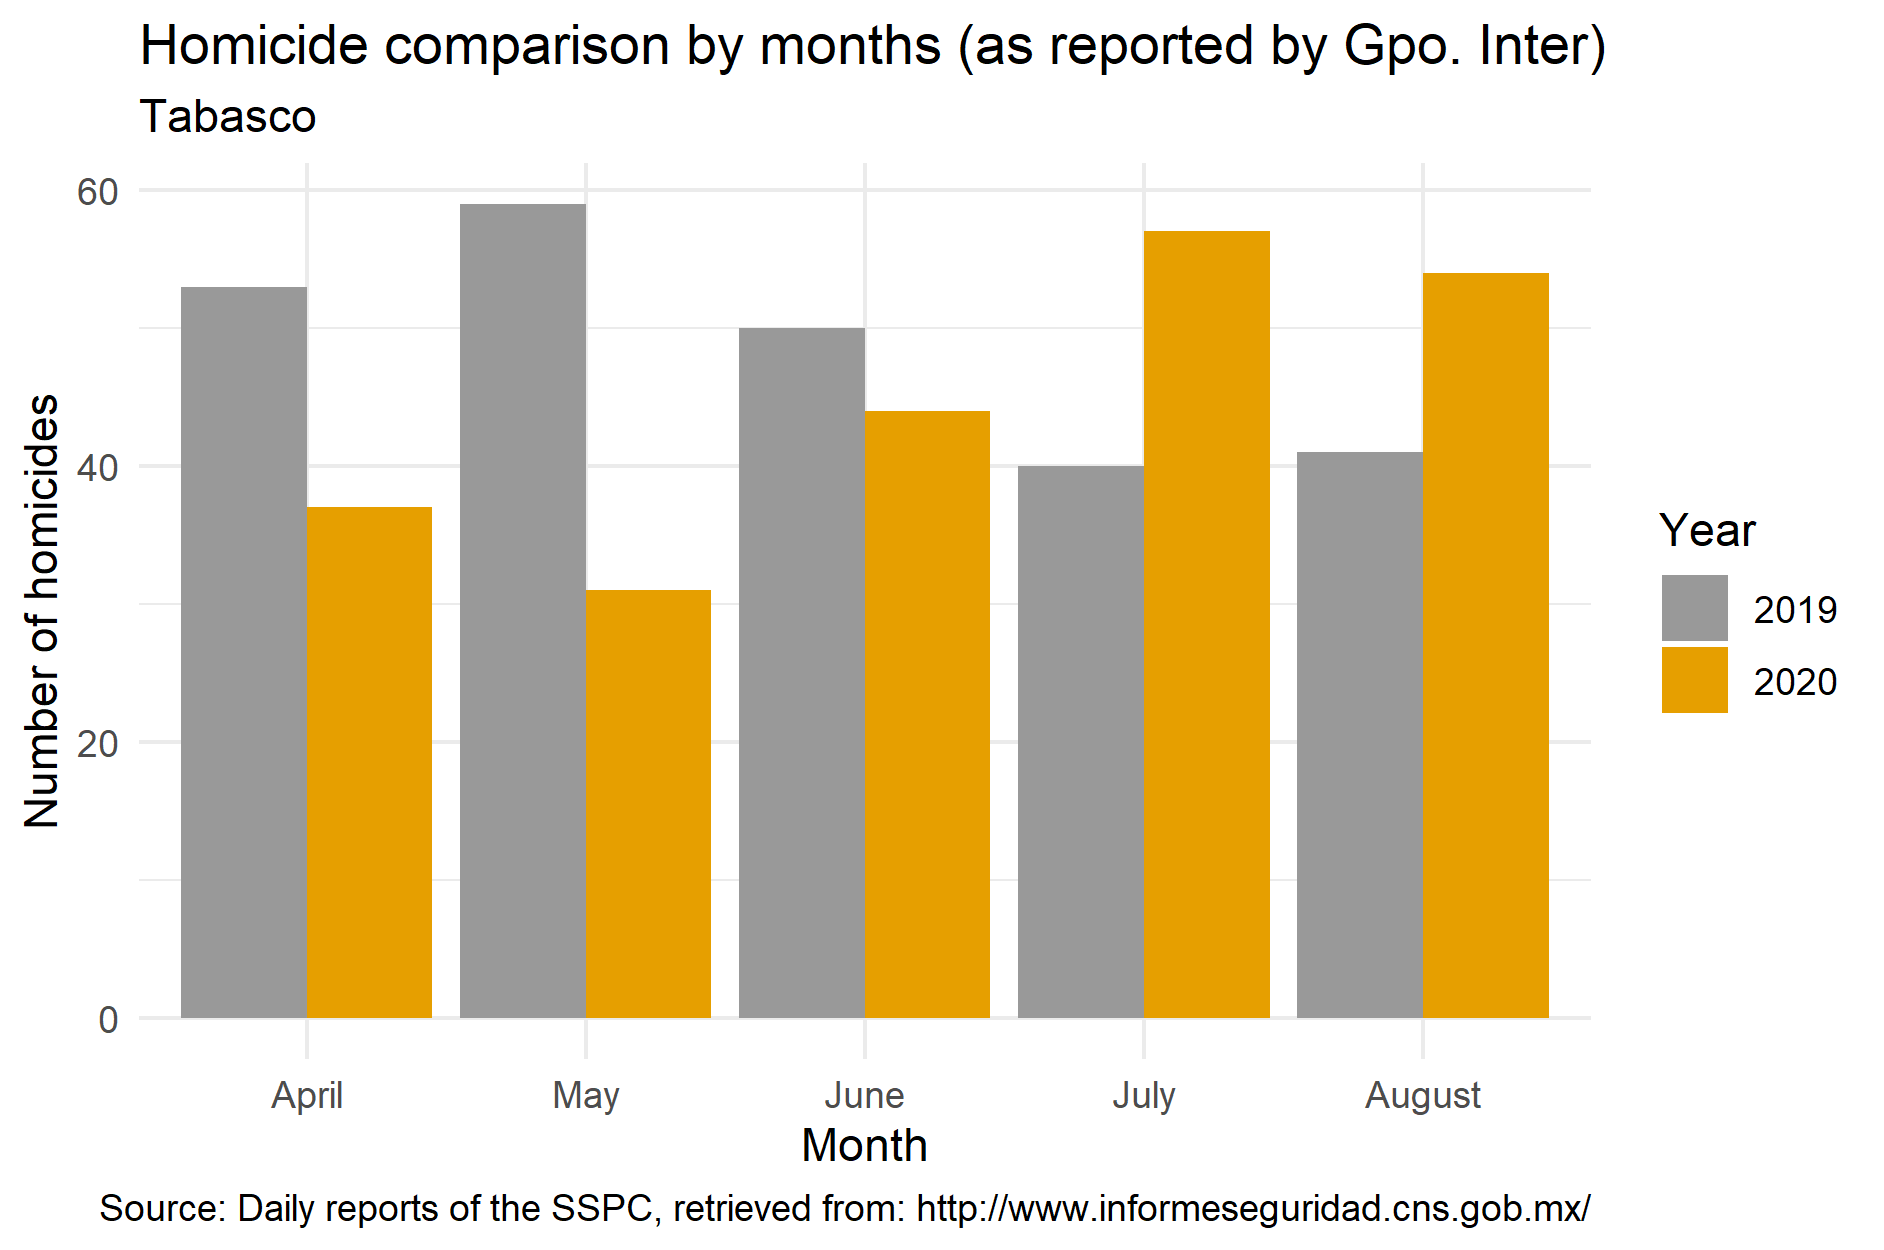 Homicide comparison by months (as reported by Gpo. Inter)
Tabasco
60
40
20
0
Number of homicides
April May June July August
Month
Year
2019
2020
Source: Daily reports of the SSPC, retrieved from: http://www.informeseguridad.cns.gob.mx/